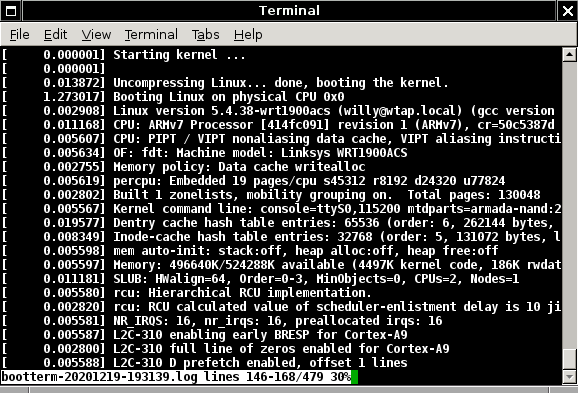 Terminal
File Edit View Terminal Tabs Help
[ 0.000001] Starting kernel ...
[ 0.000001]
[ 0.013872] Uncompressing Linux... done, booting the kernel.
[ 1.273017] Booting Linux on physical CPU 0x0
[ 0.002908] Linux version 5.4.38-wrt1900acs (willy@wtap.local) (gcc version
[ 0.011168] CPU: ARMv7 Processor [414fc091] revision 1 (ARMv7), cr=50c5387d
[ 0.005607] CPU: PIPT / VIPT nonaliasing data cache, VIPT aliasing instructi
[ 0.005634] OF: fdt: Machine model: Linksys WRT1900ACS
[ 0.002755] Memory policy: Data cache writealloc
[ 0.005619] percpu: Embedded 19 pages/cpu s45312 r8192 d24320 u77824
[ 0.002802] Built 1 zonelists, mobility grouping on.  Total pages: 130048
[ 0.005567] Kernel command line: console=ttyS0,115200 mtdparts=armada-nand:2
[ 0.019577] Dentry cache hash table entries: 65536 (order: 6, 262144 bytes,
[ 0.008349] Inode-cache hash table entries: 32768 (order: 5, 131072 bytes, l
[ 0.005598] mem auto-init: stack:off, heap alloc:off, heap free:off
[ 0.005597] Memory: 496640K/524288K available (4497K kernel code, 186K rwdat
[ 0.011181] SLUB: HWalign=64, Order=0-3, MinObjects=0, CPUs=2, Nodes=1
[ 0.005580] rcu: Hierarchical RCU implementation.
[ 0.002820] rcu: RCU calculated value of scheduler-enlistment delay is 10 ji
[ 0.005581] NR_IRQS: 16, nr_irqs: 16, preallocated irqs: 16
[ 0.005587] L2C-310 enabling early BRESP for Cortex-A9
[ 0.002800] L2C-310 full line of zeros enabled for Cortex-A9
[ 0.005588] L2C-310 D prefetch enabled, offset 1 lines
bootterm-20201219-193139.log lines 146-168/479 30%